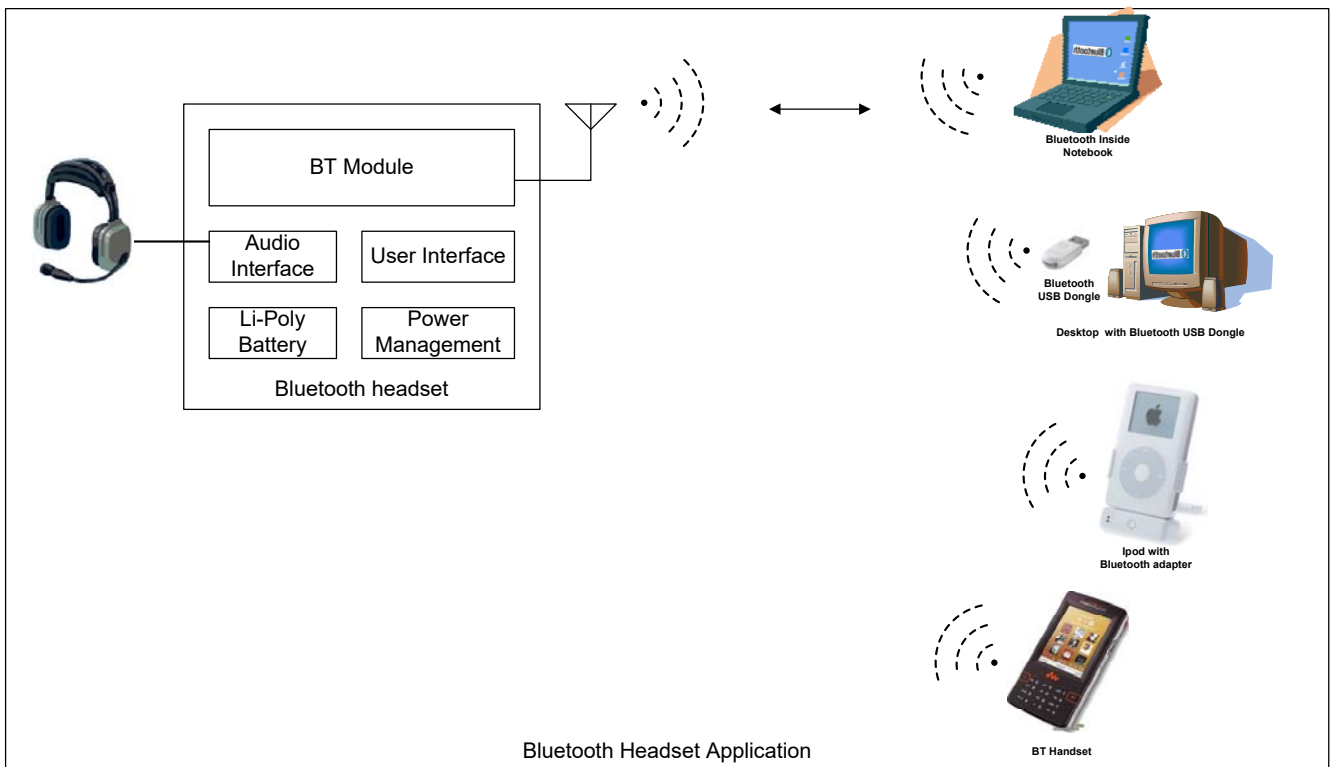 BT Module
Audio
Interface
User Interface
Li-Poly
Battery
Power
Management
Bluetooth headset
Bluetooth Inside
Notebook
Bluetooth
USB Dongle
Desktop  with Bluetooth USB Dongle
Ipod with
Bluetooth adapter
BT Handset
Bluetooth Headset Application